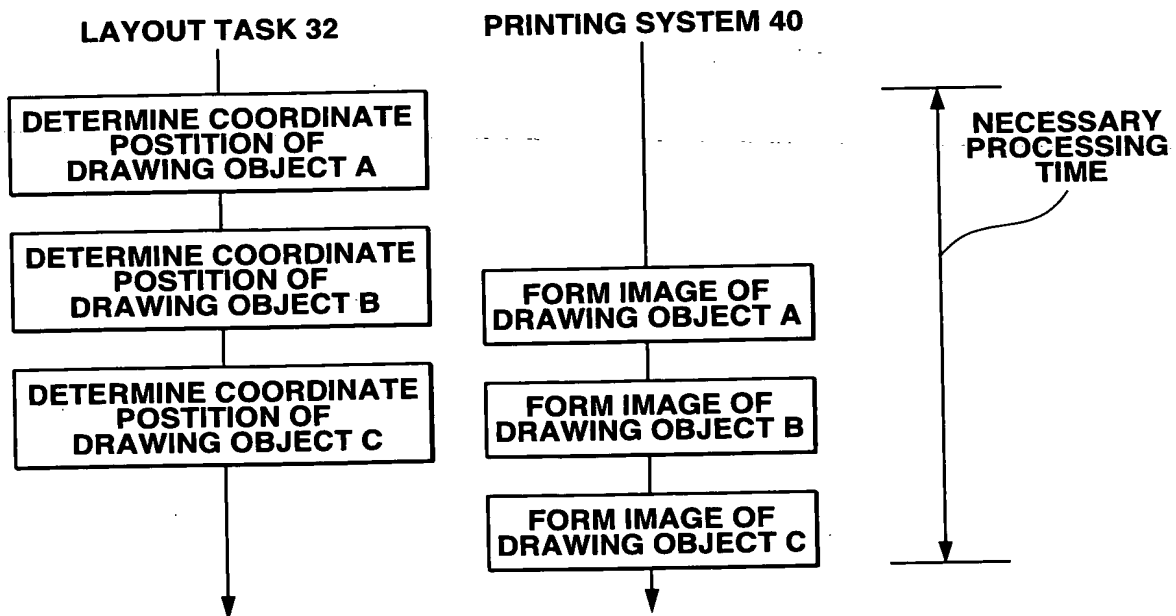 LAYOUT TASK 32
DETERMINE COORDINATE
POSTITION OF
DRAWING OBJECT A
DETERMINE COORDINATE
POSTITION OF
DRAWING OBJECT B
DETERMINE COORDINATE
POSTITION OF
DRAWING OBJECT C
PRINTING SYSTEM 40
FORM IMAGE OF
DRAWING OBJECT A
FORM IMAGE OF
DRAWING OBJECT B
FORM IMAGE OF
DRAWING OBJECT C
NECESSARY
PROCESSING
TIME